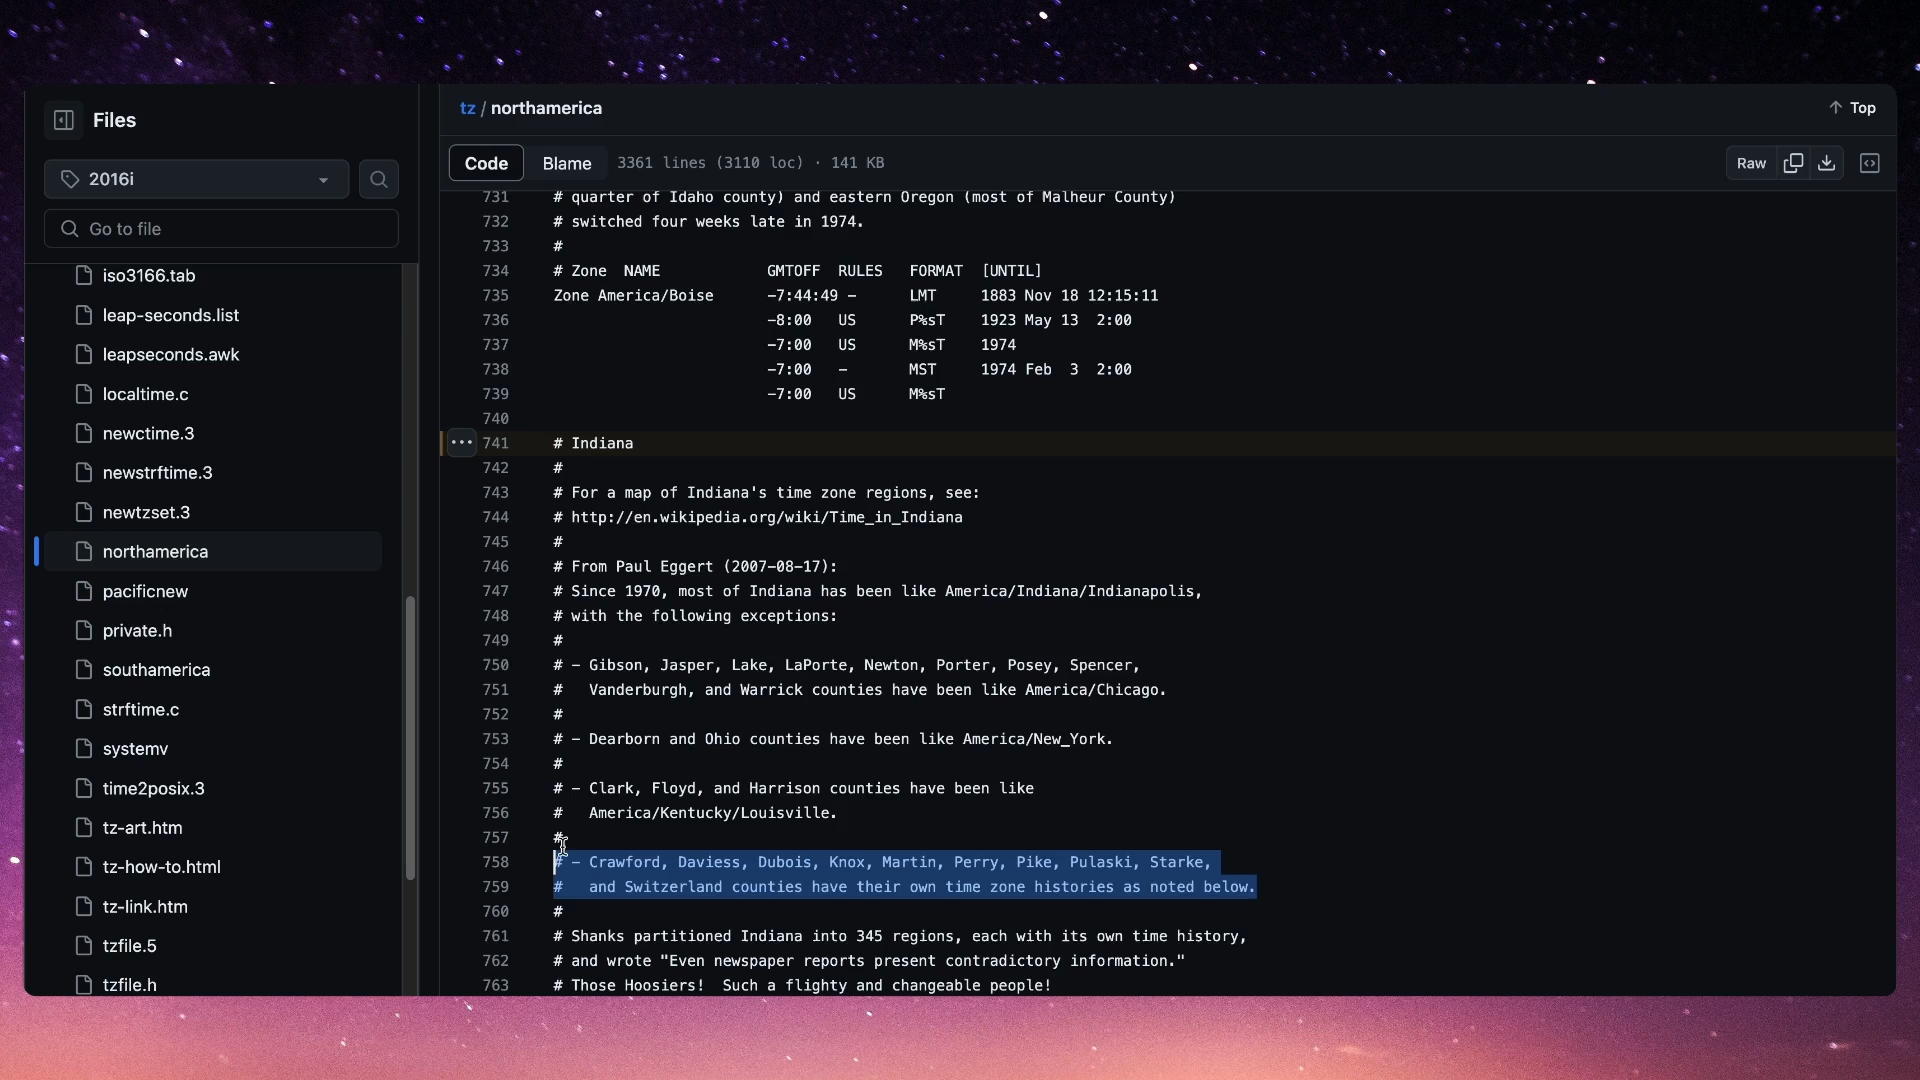 Files
2016i
Go to file
iso3166.tab
leap-seconds.list
leapseconds.awk
localtime.c
newctime.3
newstrftime.3
newtzset.3
northamerica
pacificnew
private.h
southamerica
strftime.c
systemv
time2posix.3
tz-art.htm
tz-how-to.html
tz-link.htm
tzfile.5
tzfile.h
tz / northamerica
Top
Code Blame 3361 lines (3110 loc) · 141 KB
Raw
731 # quarter of Idaho county) and eastern Oregon (most of Malheur County)
732 # switched four weeks late in 1974.
733 #
734 # Zone NAME GMTOFF RULES FORMAT [UNTIL]
735 Zone America/Boise -7:44:49 - LMT 1883 Nov 18 12:15:11
736 -8:00 US P%sT 1923 May 13 2:00
737 -7:00 US M%sT 1974
738 -7:00 - MST 1974 Feb 3 2:00
739 -7:00 US M%sT
740
741 # Indiana
742 #
743 # For a map of Indiana's time zone regions, see:
744 # http://en.wikipedia.org/wiki/Time_in_Indiana
745 #
746 # From Paul Eggert (2007-08-17):
747 # Since 1970, most of Indiana has been like America/Indiana/Indianapolis,
748 # with the following exceptions:
749 #
750 # - Gibson, Jasper, Lake, LaPorte, Newton, Porter, Posey, Spencer,
751 # Vanderburgh, and Warrick counties have been like America/Chicago.
752 #
753 # - Dearborn and Ohio counties have been like America/New_York.
754 #
755 # - Clark, Floyd, and Harrison counties have been like
756 # America/Kentucky/Louisville.
757 #
758 # - Crawford, Daviess, Dubois, Knox, Martin, Perry, Pike, Pulaski, Starke,
759 # and Switzerland counties have their own time zone histories as noted below.
760 #
761 # Shanks partitioned Indiana into 345 regions, each with its own time history,
762 # and wrote "Even newspaper reports present contradictory information."
763 # Those Hoosiers! Such a flighty and changeable people!